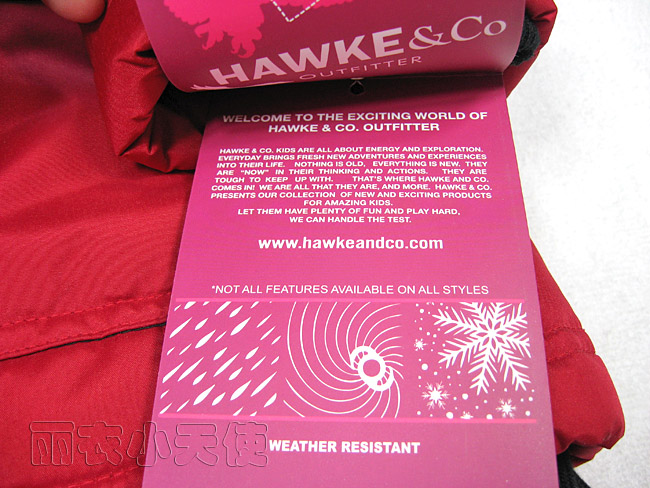 HAWKE & Co
OUTFITTER
WELCOME TO THE EXCITING WORLD OF
HAWKE & CO. OUTFITTER
HAWKE & CO. KIDS ARE ALL ABOUT ENERGY AND EXPLORATION.
EVERYDAY BRINGS FRESH NEW ADVENTURES AND EXPERIENCES
INTO THEIR LIFE. NOTHING IS OLD, EVERYTHING IS NEW. THEY
ARE "NOW" IN THEIR THINKING AND ACTIONS. THEY ARE
TOUGH TO KEEP UP WITH. THAT'S WHERE HAWKE AND CO.
COMES IN! WE ARE ALL THAT THEY ARE, AND MORE. HAWKE & CO.
PRESENTS OUR COLLECTION OF NEW AND EXCITING PRODUCTS
FOR AMAZING KIDS.
LET THEM HAVE PLENTY OF FUN AND PLAY HARD,
WE CAN HANDLE THE TEST.
www.hawkeandco.com
*NOT ALL FEATURES AVAILABLE ON ALL STYLES
WEATHER RESISTANT
丽衣小天使